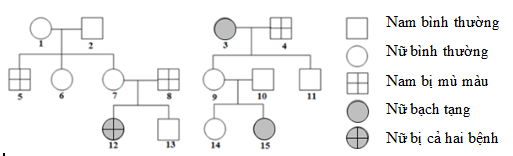 Nam bình thường
1 2 3 4
Nữ bình thường
Nam bị mù màu
5 6 7 8 9 10 11
Nữ bạch tạng
12 13 14 15
Nữ bị cả hai bệnh
.